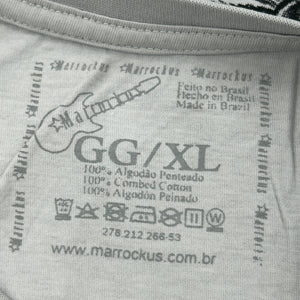 ☆Marrockus ☆Marrockus ☆Marrockus
Marrockus
Feito no Brasil
Hecho en Brasil
Made in Brazil
GG/XL
100% Algodão Penteado
100% Combed Cotton
100% Algodón Peinado
278.212.266-53
www.marrockus.com.br